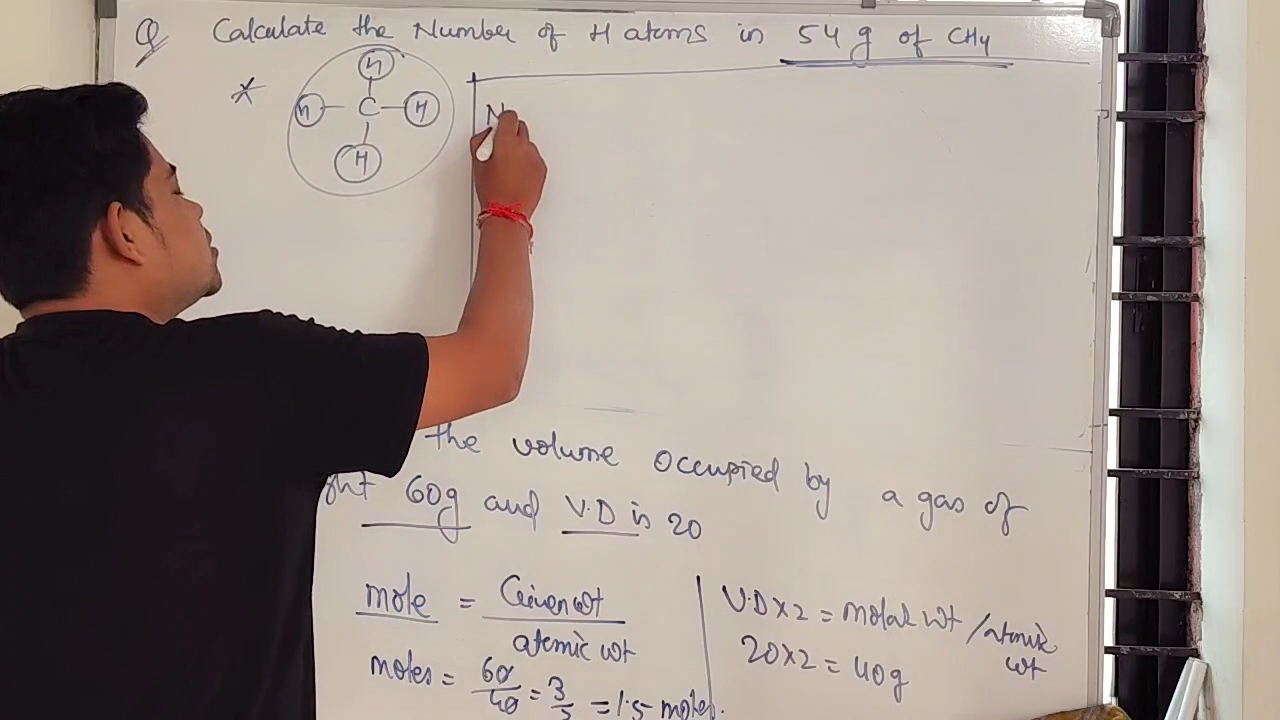 Q Calculate the Number of H atoms in 54 g of CH4
H
H - C - H
H
N
the volume occupied by a gas of
60g and V.D is 20
mole = Given wt / atomic wt
moles = 60/40 = 3/2 = 1.5 moles.
V.D x 2 = molar wt / atomic wt
20 x 2 = 40g